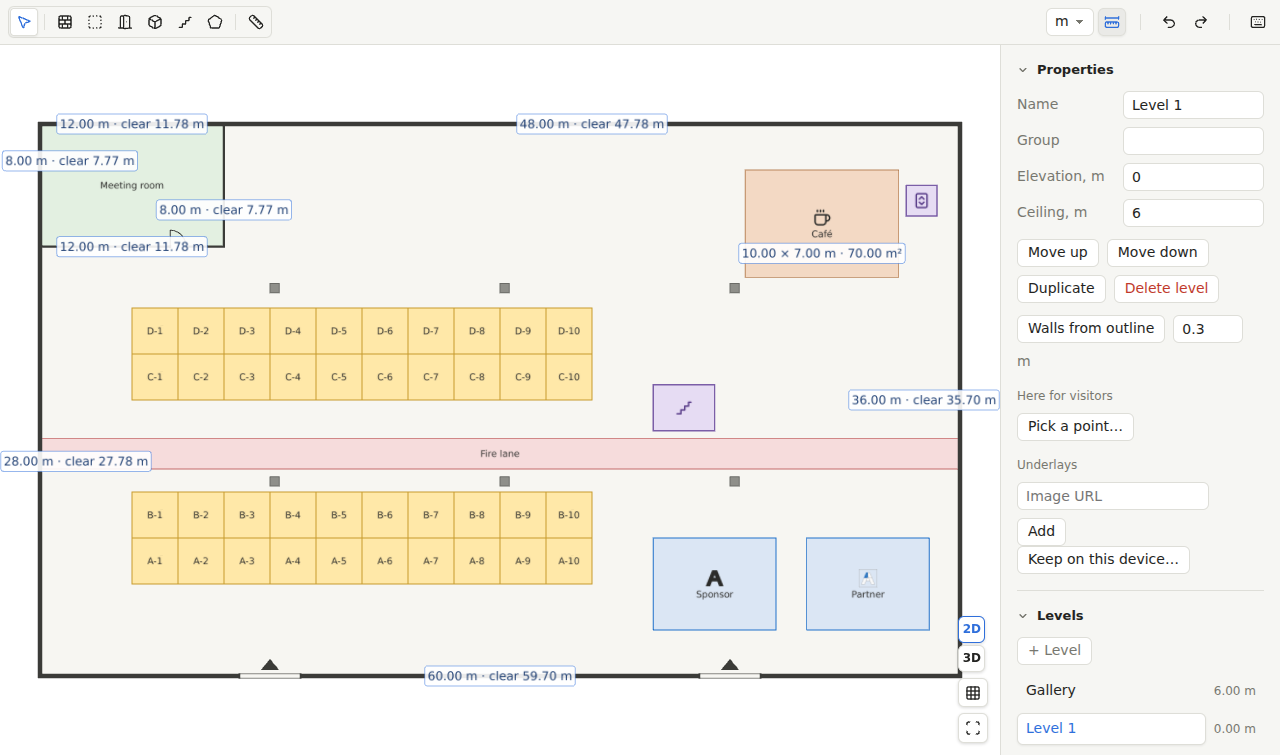 m
Properties
Name Level 1
Group
Elevation, m 0
Ceiling, m 6
Move up Move down
Duplicate Delete level
Walls from outline 0.3
m
Here for visitors
Pick a point…
Underlays
Image URL
Add
Keep on this device…
Levels
+ Level
Gallery 6.00 m
Level 1 0.00 m
12.00 m · clear 11.78 m
48.00 m · clear 47.78 m
8.00 m · clear 7.77 m
Meeting room
8.00 m · clear 7.77 m
12.00 m · clear 11.78 m
Café
10.00 × 7.00 m · 70.00 m²
D-1 D-2 D-3 D-4 D-5 D-6 D-7 D-8 D-9 D-10
C-1 C-2 C-3 C-4 C-5 C-6 C-7 C-8 C-9 C-10
36.00 m · clear 35.70 m
Fire lane
28.00 m · clear 27.78 m
B-1 B-2 B-3 B-4 B-5 B-6 B-7 B-8 B-9 B-10
A-1 A-2 A-3 A-4 A-5 A-6 A-7 A-8 A-9 A-10
A
Sponsor
Partner
60.00 m · clear 59.70 m
2D
3D